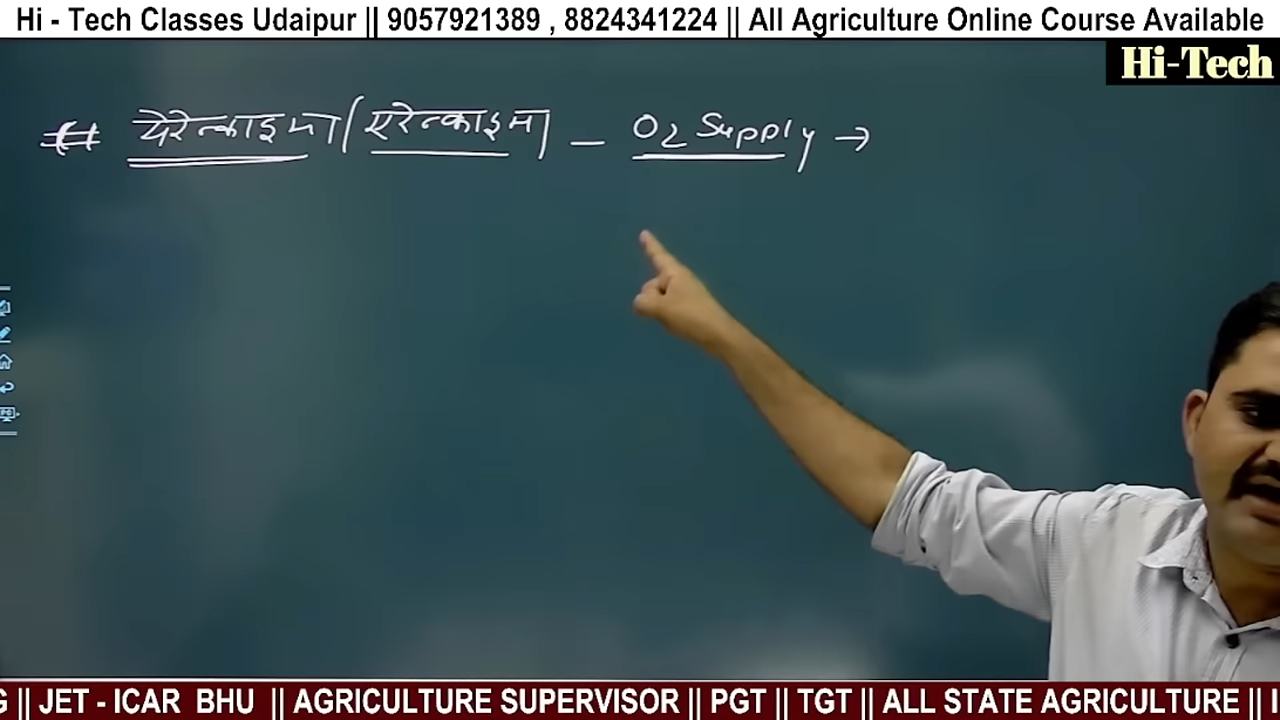 Hi - Tech Classes Udaipur || 9057921389 , 8824341224 || All Agriculture Online Course Available
Hi-Tech
# येरेन्काइमा/एरेन्काइमा - O2 Supply →
G || JET - ICAR BHU || AGRICULTURE SUPERVISOR || PGT || TGT || ALL STATE AGRICULTURE || I